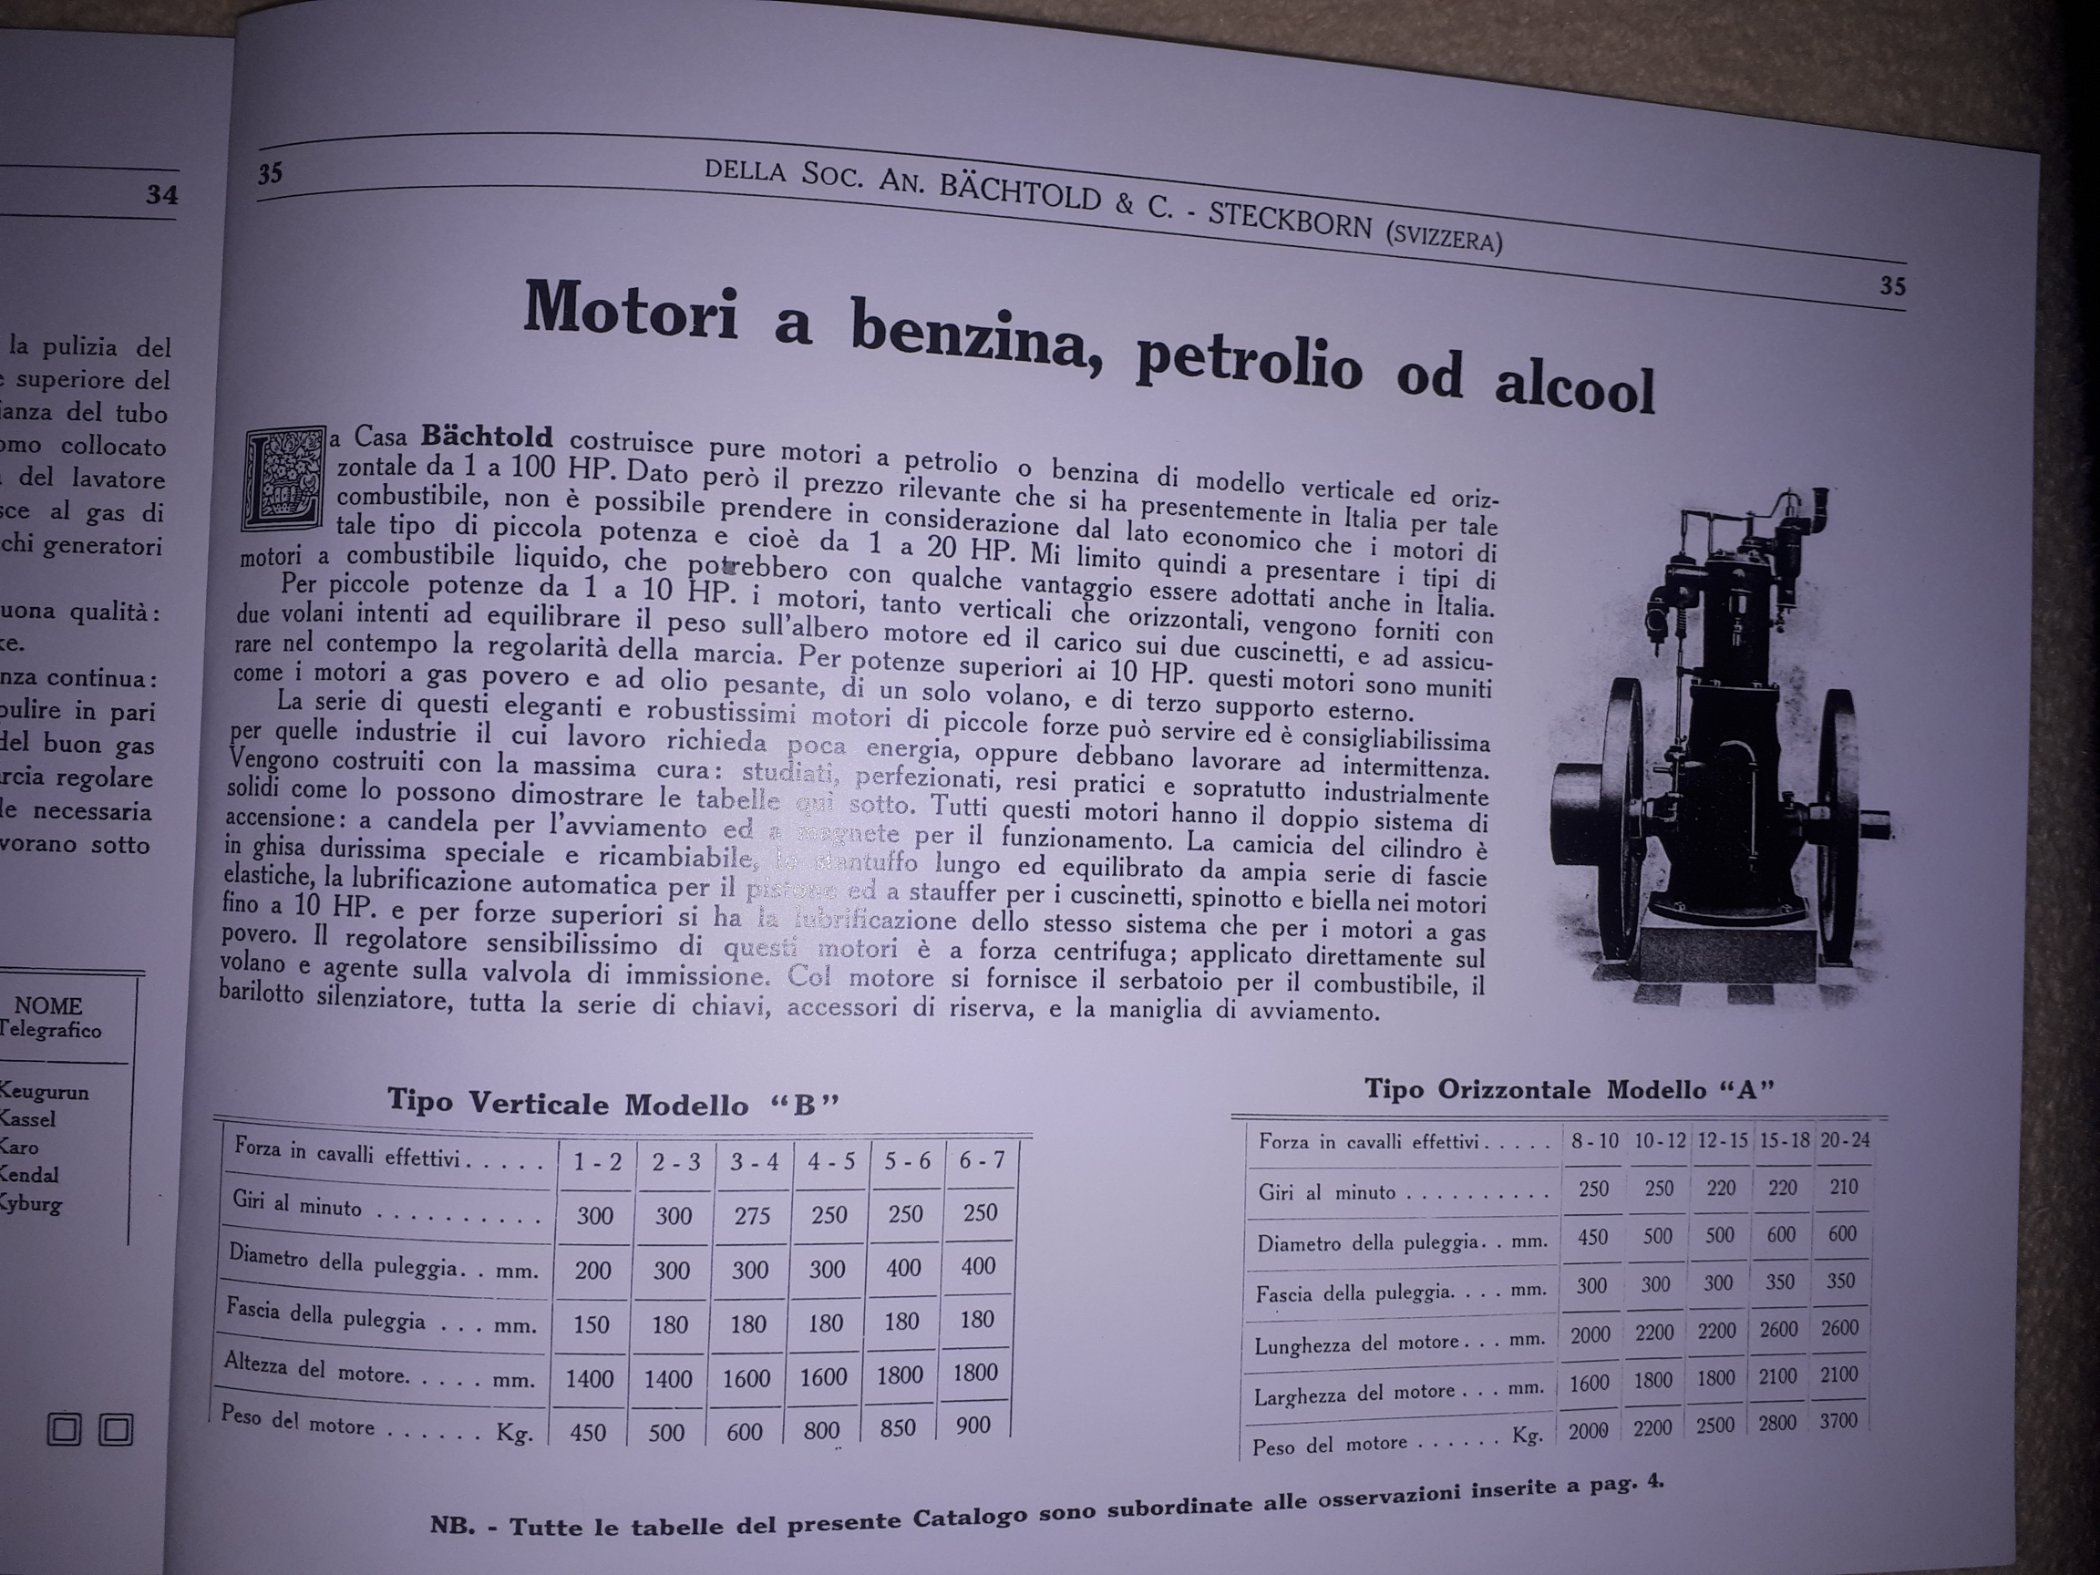 34
la pulizia del
superiore del
ianza del tubo
omo collocato
del lavatore
sce al gas di
chi generatori
uona qualità:
ke.
nza continua:
pulire in pari
del buon gas
rcia regolare
le necessaria
vorano sotto
NOME
Telegrafico
Keugurun
Kassel
Karo
Kendal
Kyburg
35 DELLA SOC. AN. BÄCHTOLD & C. - STECKBORN (SVIZZERA) 35
Motori a benzina, petrolio od alcool
La Casa Bächtold costruisce pure motori a petrolio o benzina di modello verticale ed oriz-
zontale da 1 a 100 HP. Dato però il prezzo rilevante che si ha presentemente in Italia per tale
combustibile, non è possibile prendere in considerazione dal lato economico che i motori di
tale tipo di piccola potenza e cioè da 1 a 20 HP. Mi limito quindi a presentare i tipi di
motori a combustibile liquido, che potrebbero con qualche vantaggio essere adottati anche in Italia.
Per piccole potenze da 1 a 10 HP. i motori, tanto verticali che orizzontali, vengono forniti con
due volani intenti ad equilibrare il peso sull'albero motore ed il carico sui due cuscinetti, e ad assicu-
rare nel contempo la regolarità della marcia. Per potenze superiori ai 10 HP. questi motori sono muniti
come i motori a gas povero e ad olio pesante, di un solo volano, e di terzo supporto esterno.
La serie di questi eleganti e robustissimi motori di piccole forze può servire ed è consigliabilissima
per quelle industrie il cui lavoro richieda poca energia, oppure debbano lavorare ad intermittenza.
Vengono costruiti con la massima cura: studiati, perfezionati, resi pratici e sopratutto industrialmente
solidi come lo possono dimostrare le tabelle qui sotto. Tutti questi motori hanno il doppio sistema di
accensione: a candela per l'avviamento ed a magnete per il funzionamento. La camicia del cilindro è
in ghisa durissima speciale e ricambiabile, lo stantuffo lungo ed equilibrato da ampia serie di fascie
elastiche, la lubrificazione automatica per il pistone ed a stauffer per i cuscinetti, spinotto e biella nei motori
fino a 10 HP. e per forze superiori si ha la lubrificazione dello stesso sistema che per i motori a gas
povero. Il regolatore sensibilissimo di questi motori è a forza centrifuga; applicato direttamente sul
volano e agente sulla valvola di immissione. Col motore si fornisce il serbatoio per il combustibile, il
barilotto silenziatore, tutta la serie di chiavi, accessori di riserva, e la maniglia di avviamento.
Tipo Verticale Modello "B"
Forza in cavalli effettivi..... 1 - 2 2 - 3 3 - 4 4 - 5 5 - 6 6 - 7
Giri al minuto .......... 300 300 275 250 250 250
Diametro della puleggia. . mm. 200 300 300 300 400 400
Fascia della puleggia . . . mm. 150 180 180 180 180 180
Altezza del motore. .... mm. 1400 1400 1600 1600 1800 1800
Peso del motore ...... Kg. 450 500 600 800 850 900
Tipo Orizzontale Modello "A"
Forza in cavalli effettivi..... 8 - 10 10 - 12 12 - 15 15 - 18 20 - 24
Giri al minuto .......... 250 250 220 220 210
Diametro della puleggia. . mm. 450 500 500 600 600
Fascia della puleggia. . . . mm. 300 300 300 350 350
Lunghezza del motore. . . mm. 2000 2200 2200 2600 2600
Larghezza del motore . . . mm. 1600 1800 1800 2100 2100
Peso del motore ...... Kg. 2000 2200 2500 2800 3700
NB. - Tutte le tabelle del presente Catalogo sono subordinate alle osservazioni inserite a pag. 4.